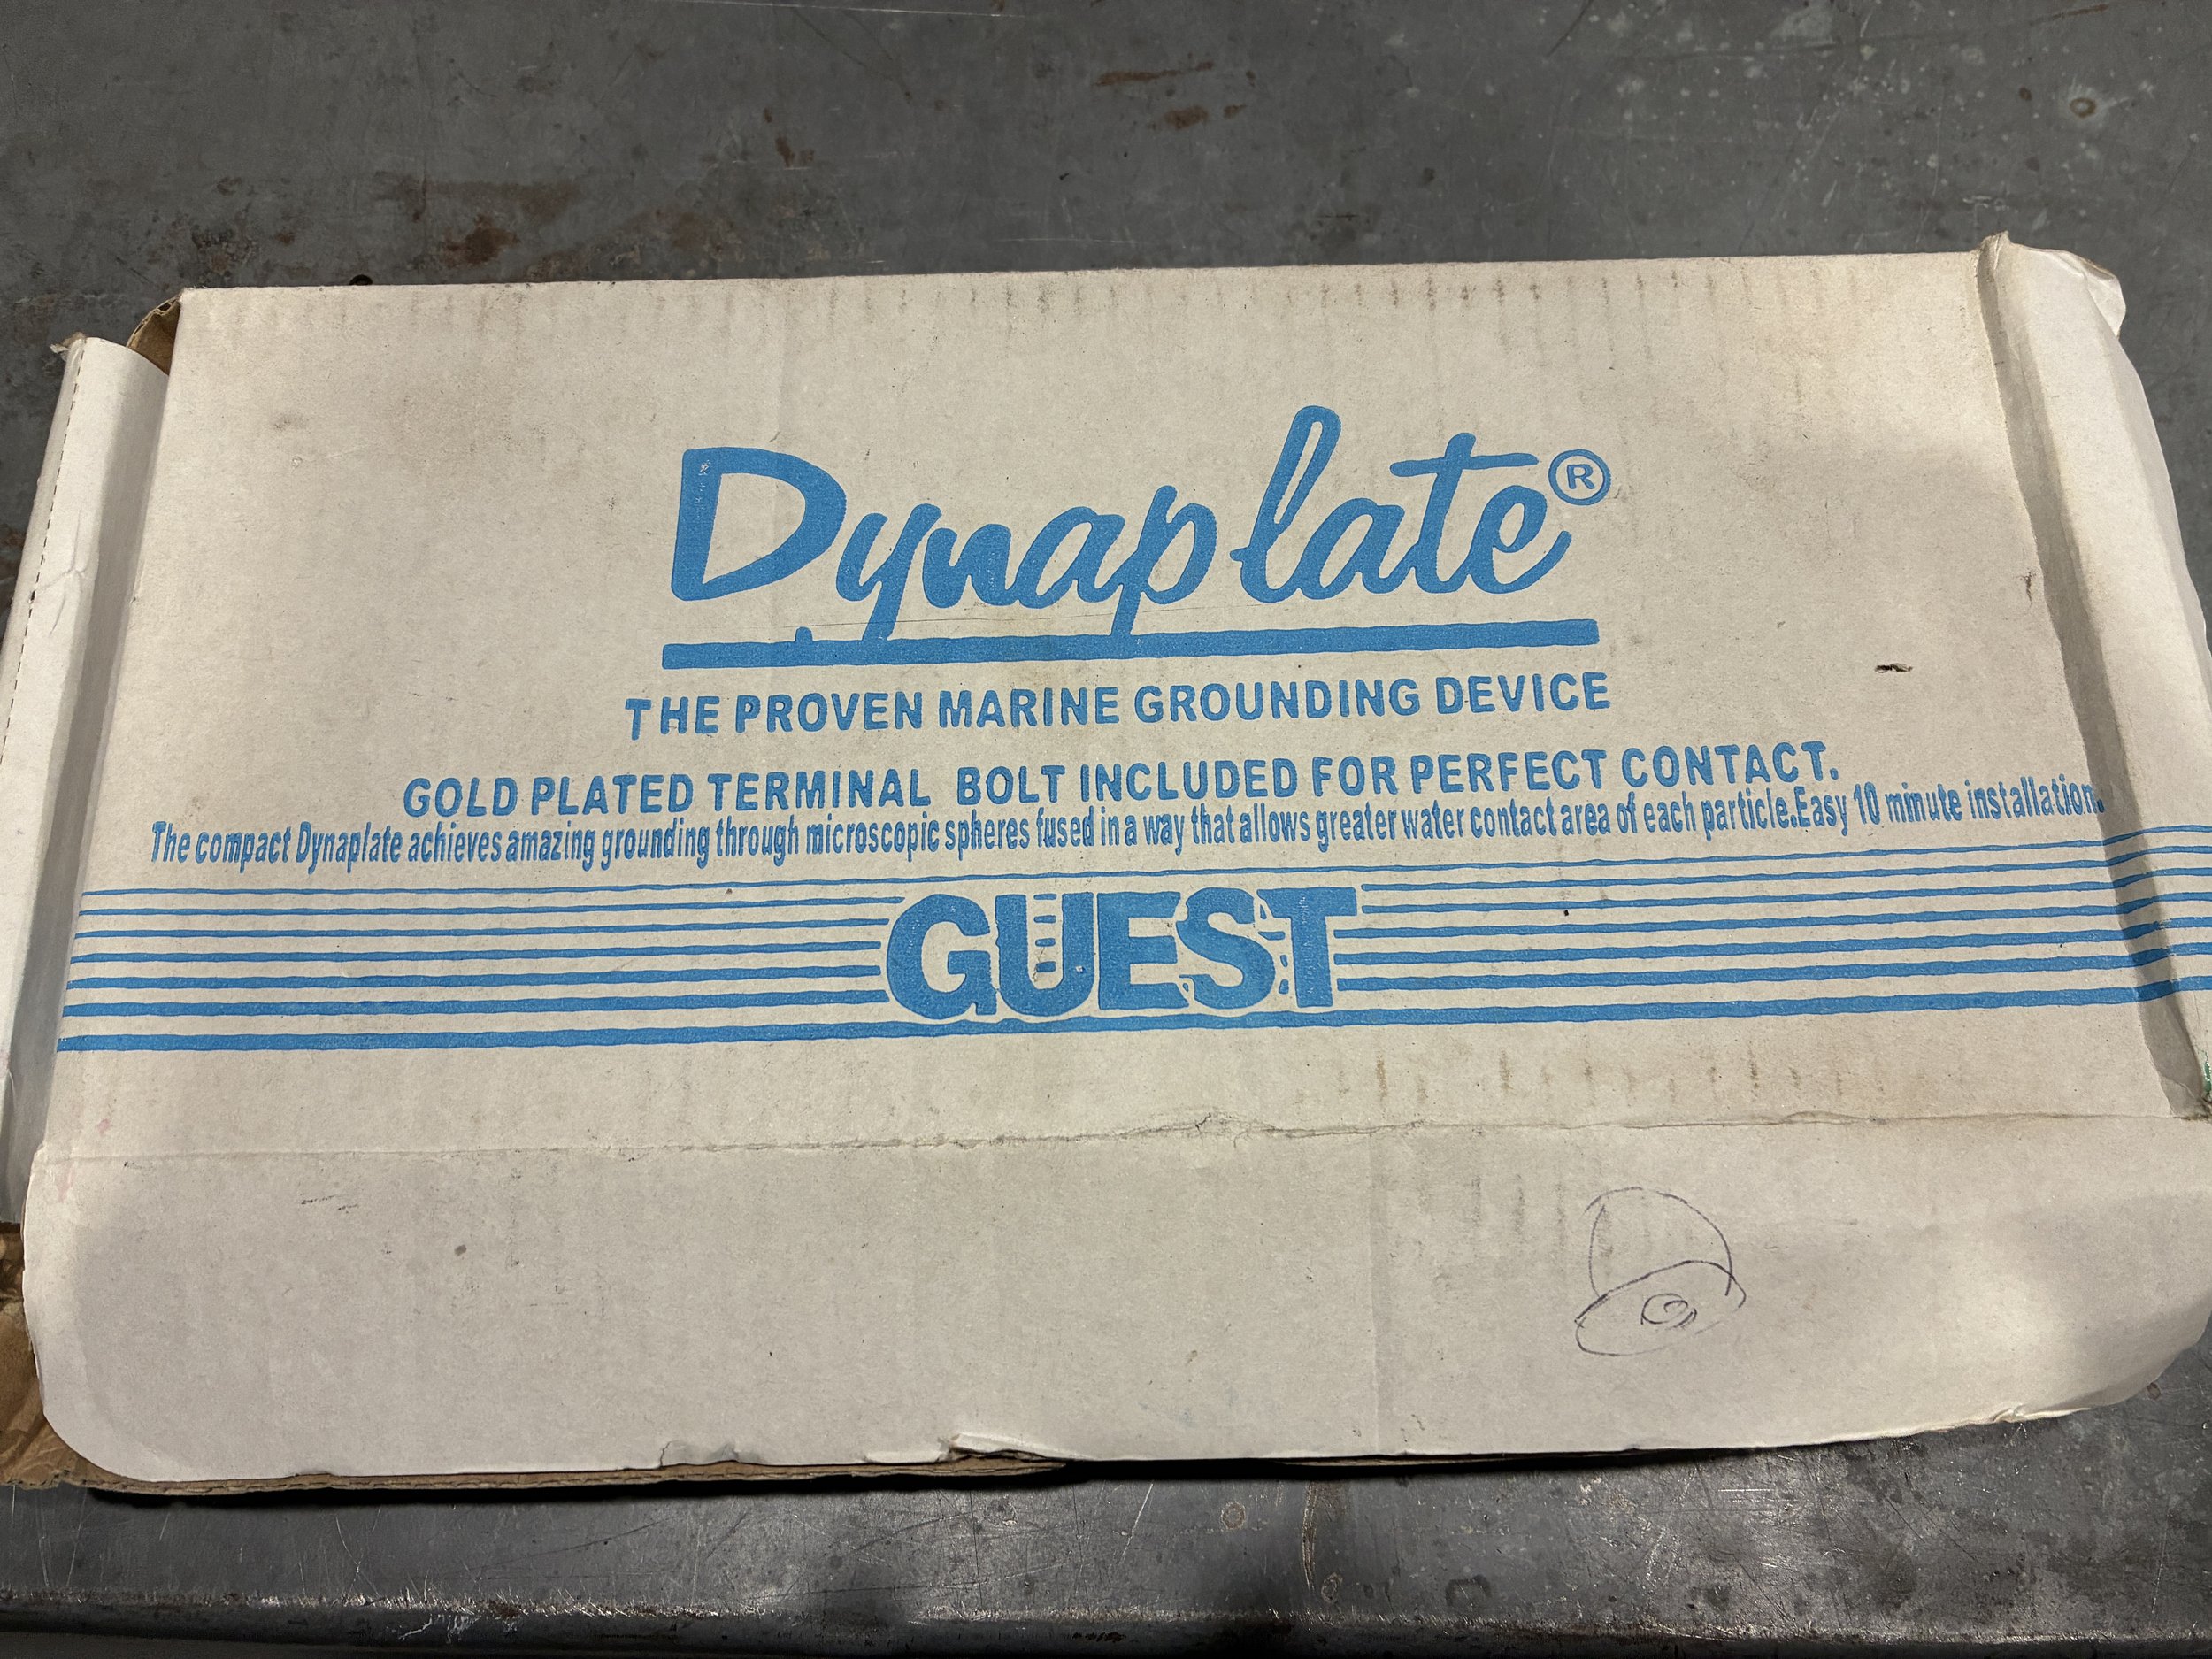 Dynaplate®
THE PROVEN MARINE GROUNDING DEVICE
GOLD PLATED TERMINAL BOLT INCLUDED FOR PERFECT CONTACT.
The compact Dynaplate achieves amazing grounding through microscopic spheres fused in a way that allows greater water contact area of each particle.Easy 10 minute installation.
GUEST